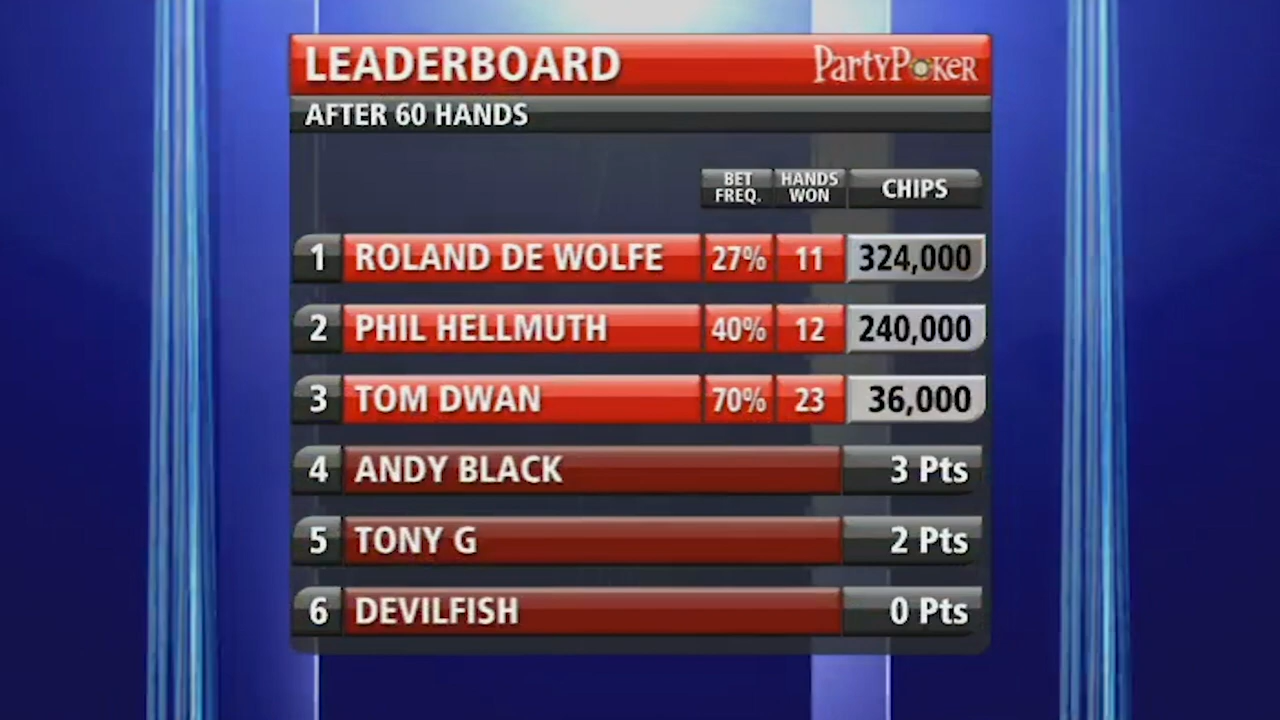 LEADERBOARD PARTYPOKER
AFTER 60 HANDS
BET FREQ. HANDS WON CHIPS
1 ROLAND DE WOLFE 27% 11 324,000
2 PHIL HELLMUTH 40% 12 240,000
3 TOM DWAN 70% 23 36,000
4 ANDY BLACK 3 Pts
5 TONY G 2 Pts
6 DEVILFISH 0 Pts